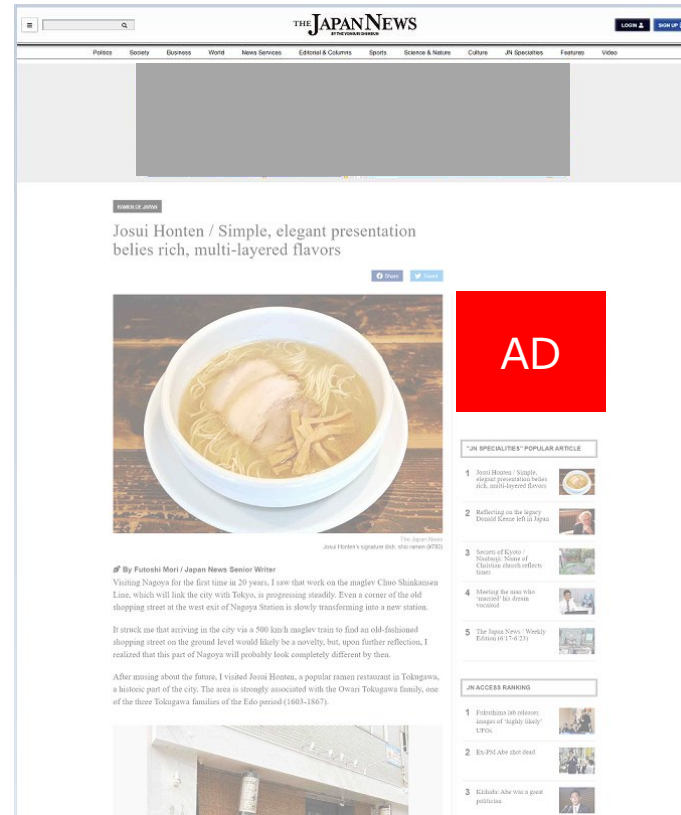 THE JAPAN NEWS
BY THE YOMIURI SHIMBUN
LOGIN
SIGN UP
Politics Society Business World News Services Editorial & Columns Sports Science & Nature Culture JN Specialties Features Video
RAMEN OF JAPAN
Josui Honten / Simple, elegant presentation
belies rich, multi-layered flavors
Share Tweet
AD
The Japan News
Josui Honten's signature dish, shio ramen (¥780)
By Futoshi Mori / Japan News Senior Writer
Visiting Nagoya for the first time in 20 years, I saw that work on the maglev Chuo Shinkansen
Line, which will link the city with Tokyo, is progressing steadily. Even a corner of the old
shopping street at the west exit of Nagoya Station is slowly transforming into a new station.
It struck me that arriving in the city via a 500 km/h maglev train to find an old-fashioned
shopping street on the ground level would likely be a novelty, but, upon further reflection, I
realized that this part of Nagoya will probably look completely different by then.
After musing about the future, I visited Josui Honten, a popular ramen restaurant in Tokugawa,
a historic part of the city. The area is strongly associated with the Owari Tokugawa family, one
of the three Tokugawa families of the Edo period (1603-1867).
"JN SPECIALITIES" POPULAR ARTICLE
1 Josui Honten / Simple,
elegant presentation belies
rich, multi-layered flavors
2 Reflecting on the legacy
Donald Keene left in Japan
3 Secrets of Kyoto /
Nanbanji: Name of
Christian church reflects
times
4 Meeting the man who
'married' his dream
vocaloid
5 The Japan News / Weekly
Edition (6/17-6/23)
JN ACCESS RANKING
1 Fukushima lab releases
images of 'highly likely'
UFOs
2 Ex-PM Abe shot dead
3 Kishida: Abe was a great
politician